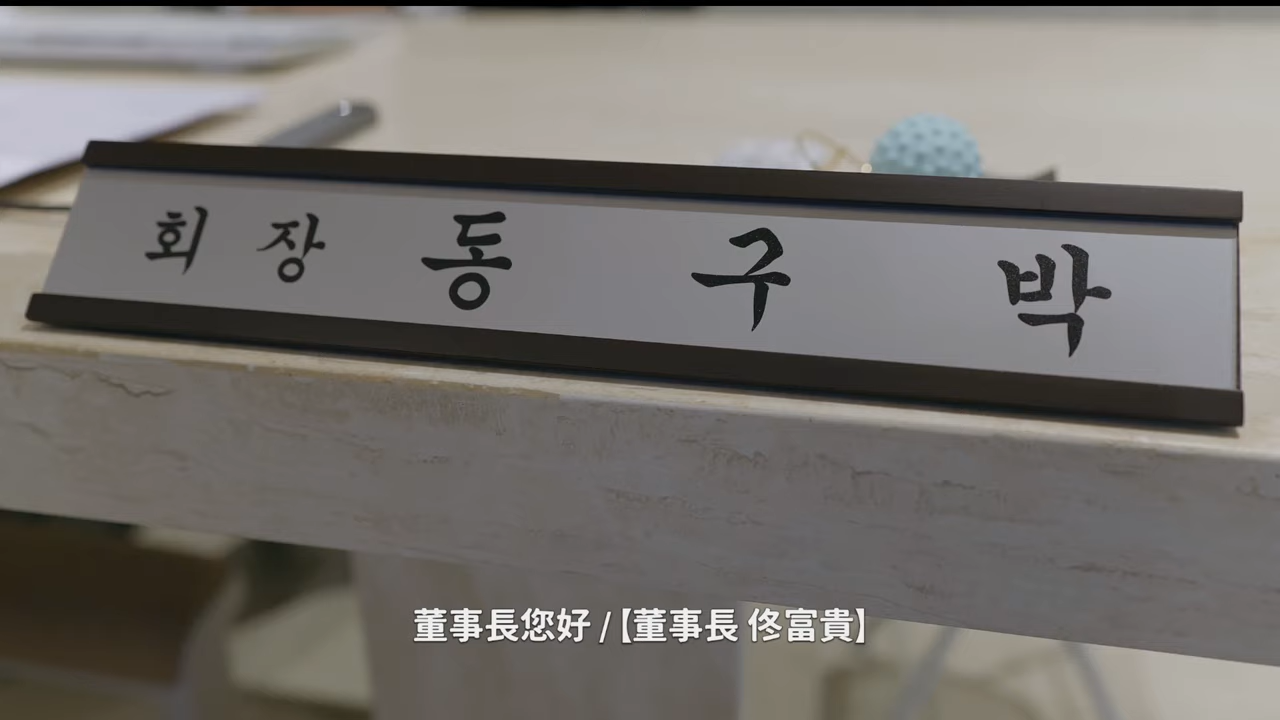 회 장 동 구 박
董事長您好 /【董事長 佟富貴】